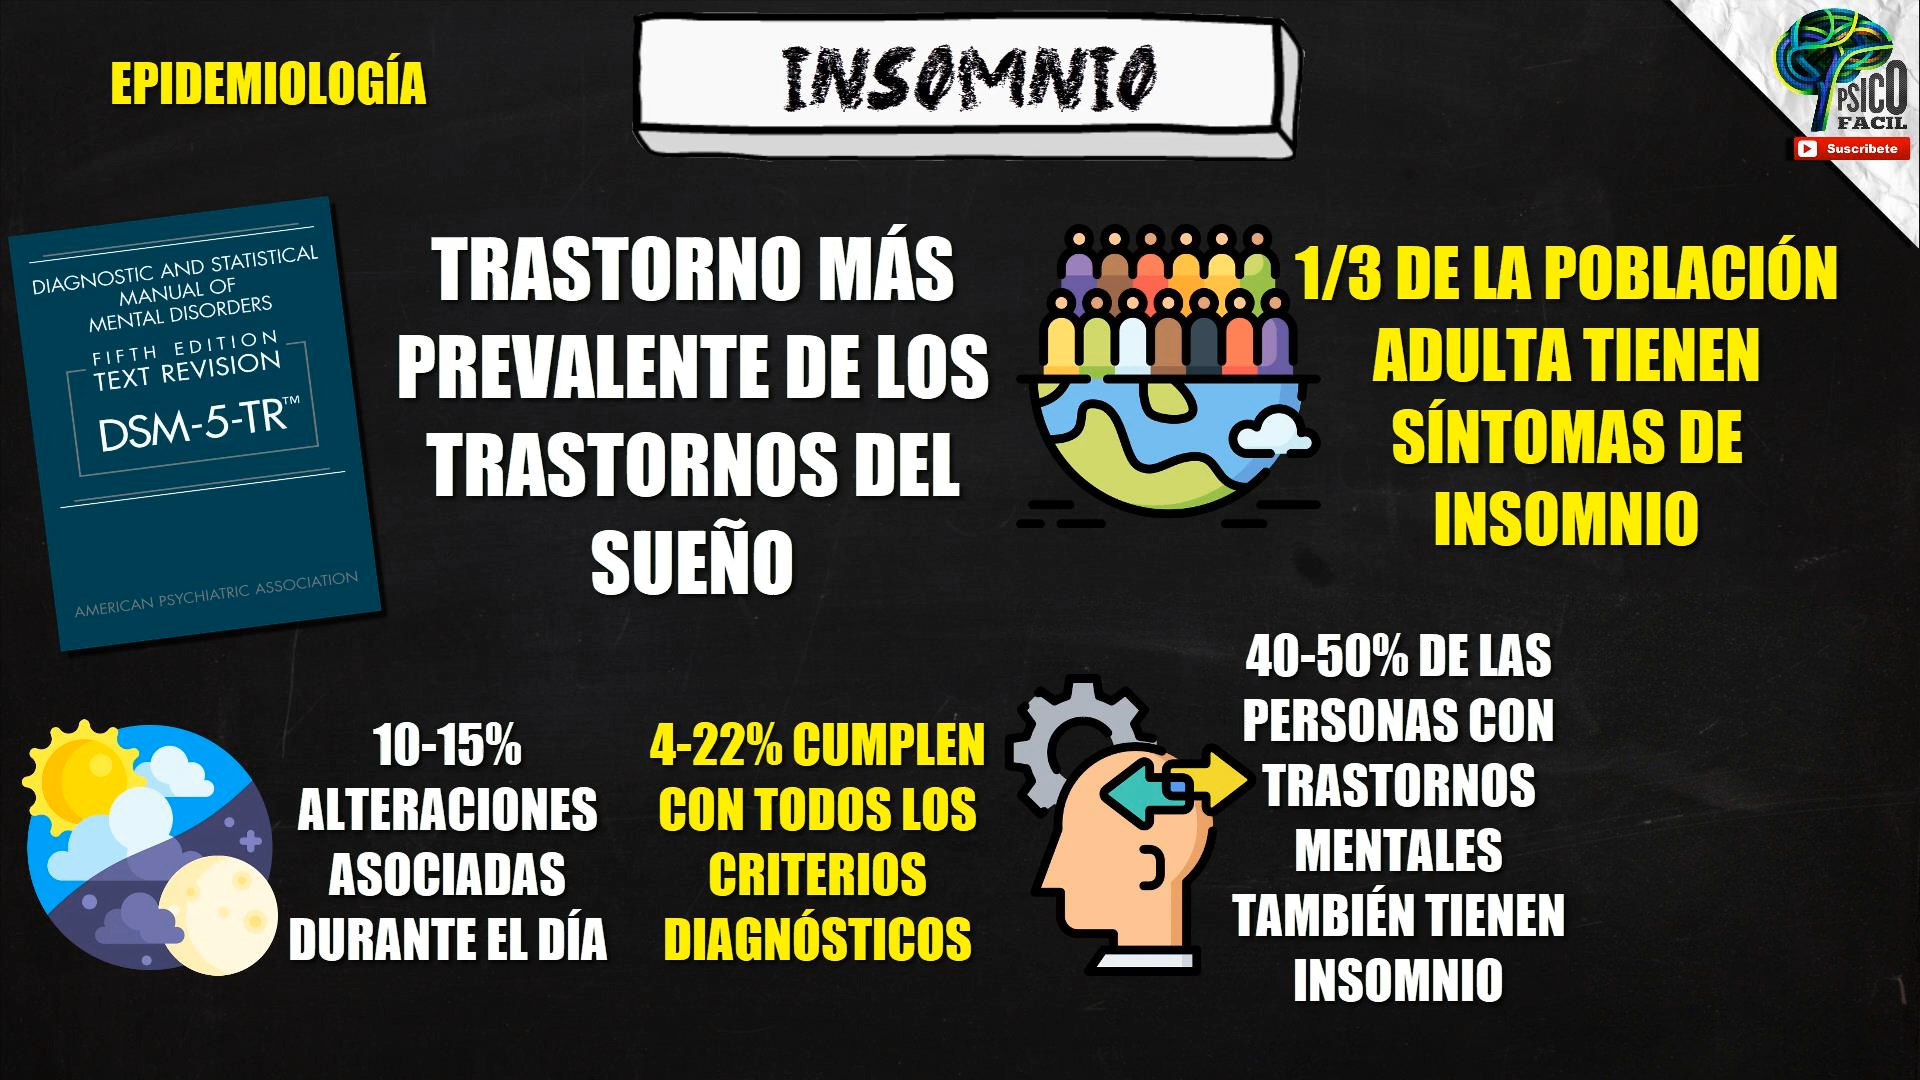 EPIDEMIOLOGÍA
INSOMNIO
PSICO
FACIL
Suscribete
DIAGNOSTIC AND STATISTICAL
MANUAL OF
MENTAL DISORDERS
FIFTH EDITION
TEXT REVISION
DSM-5-TR™
AMERICAN PSYCHIATRIC ASSOCIATION
TRASTORNO MÁS
PREVALENTE DE LOS
TRASTORNOS DEL
SUEÑO
1/3 DE LA POBLACIÓN
ADULTA TIENEN
SÍNTOMAS DE
INSOMNIO
10-15%
ALTERACIONES
ASOCIADAS
DURANTE EL DÍA
4-22% CUMPLEN
CON TODOS LOS
CRITERIOS
DIAGNÓSTICOS
40-50% DE LAS
PERSONAS CON
TRASTORNOS
MENTALES
TAMBIÉN TIENEN
INSOMNIO